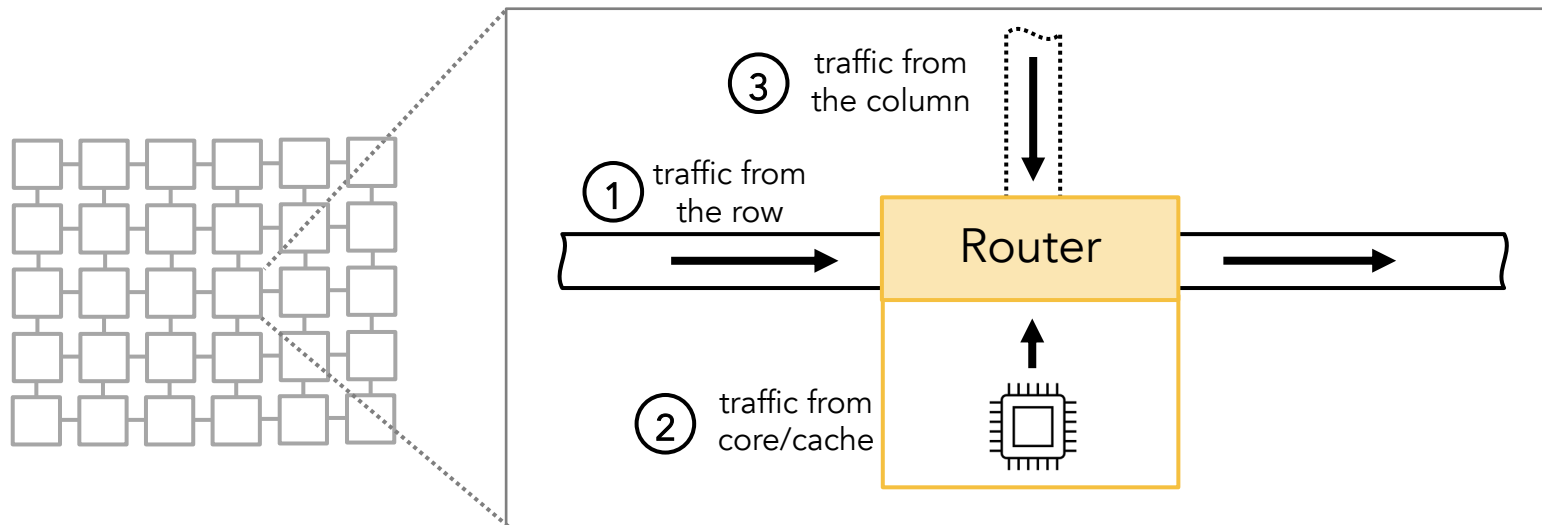 3
traffic from
the column
1
traffic from
the row
Router
2
traffic from
core/cache